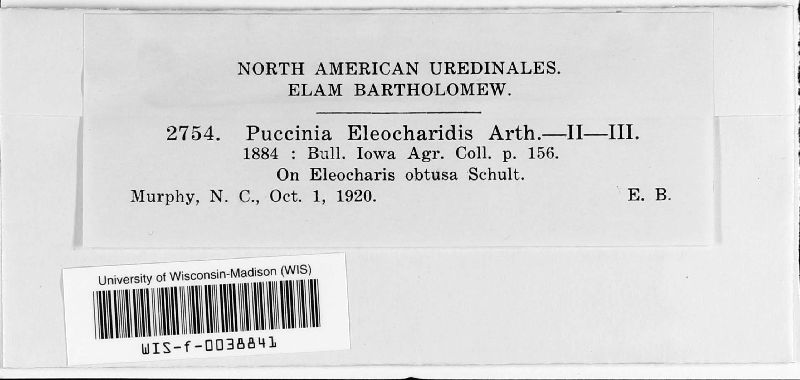 NORTH AMERICAN UREDINALES.
ELAM BARTHOLOMEW.
2754. Puccinia Eleocharidis Arth.—II—III.
1884 : Bull. Iowa Agr. Coll. p. 156.
On Eleocharis obtusa Schult.
Murphy, N. C., Oct. 1, 1920. E. B.
University of Wisconsin-Madison (WIS)
WIS-f-0038841